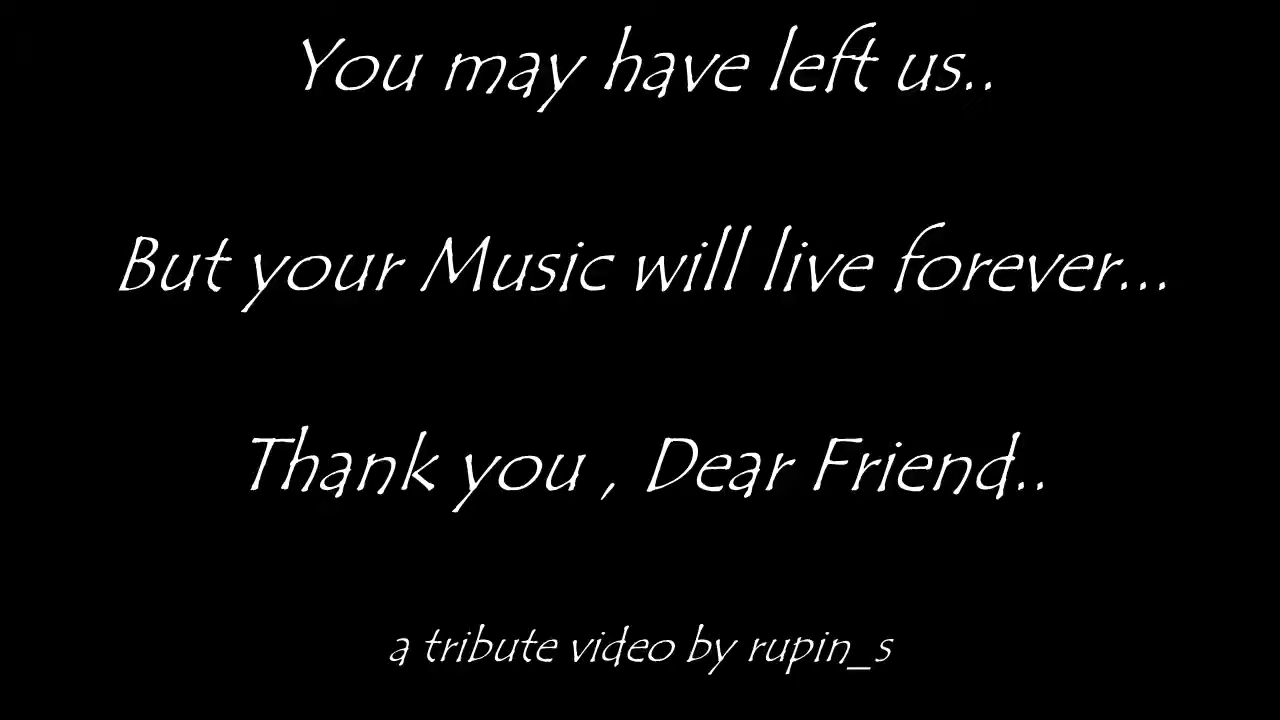 You may have left us..
But your Music will live forever...
Thank you , Dear Friend..
a tribute video by rupin_s